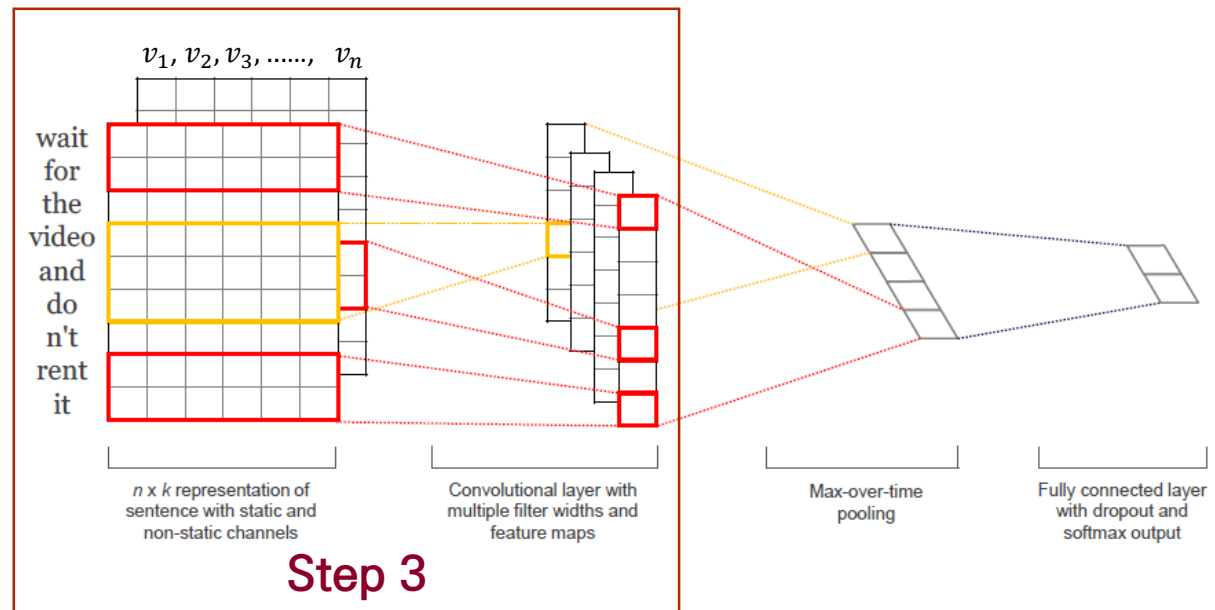 v₁, v₂, v₃, ……, vₙ
wait
for
the
video
and
do
n't
rent
it
n x k representation of
sentence with static and
non-static channels
Convolutional layer with
multiple filter widths and
feature maps
Max-over-time
pooling
Fully connected layer
with dropout and
softmax output
Step 3